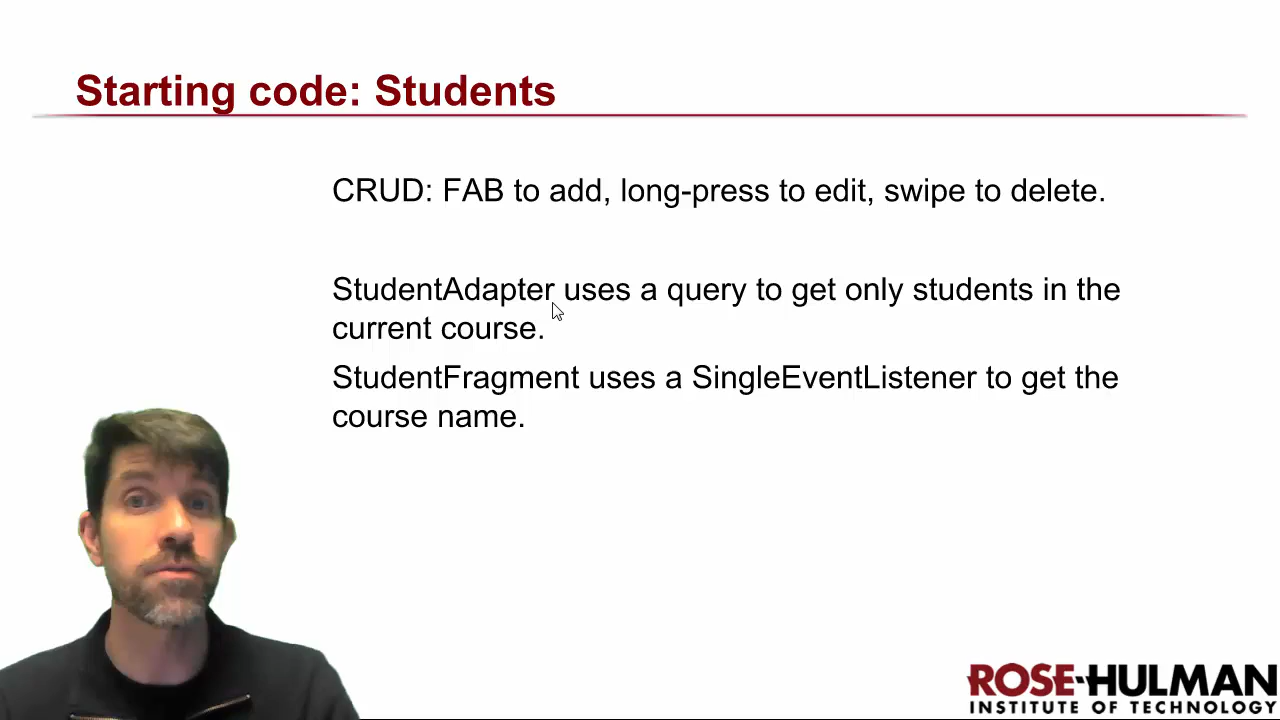 Starting code: Students
CRUD: FAB to add, long-press to edit, swipe to delete.
StudentAdapter uses a query to get only students in the
current course.
StudentFragment uses a SingleEventListener to get the
course name.
ROSE-HULMAN
INSTITUTE OF TECHNOLOGY